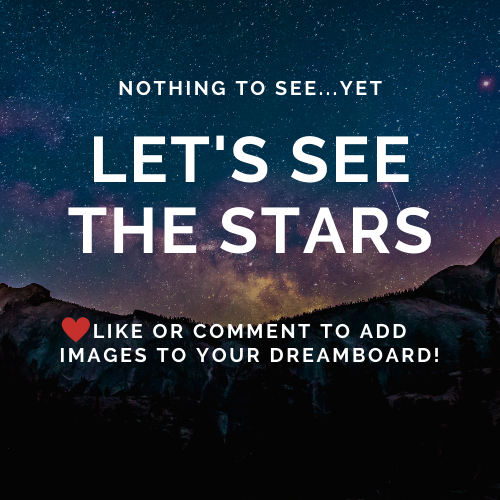 NOTHING TO SEE...YET
LET'S SEE
THE STARS
LIKE OR COMMENT TO ADD
IMAGES TO YOUR DREAMBOARD!